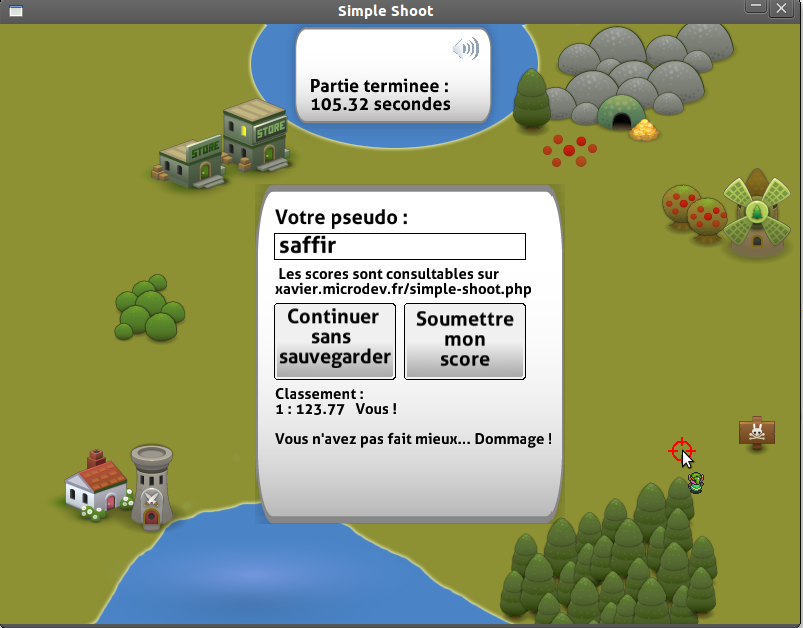 Simple Shoot
Partie terminee :
105.32 secondes
STORE
STORE
Votre pseudo :
saffir
Les scores sont consultables sur
xavier.microdev.fr/simple-shoot.php
Continuer
sans
sauvegarder
Soumettre
mon
score
Classement :
1 : 123.77 Vous !
Vous n'avez pas fait mieux... Dommage !